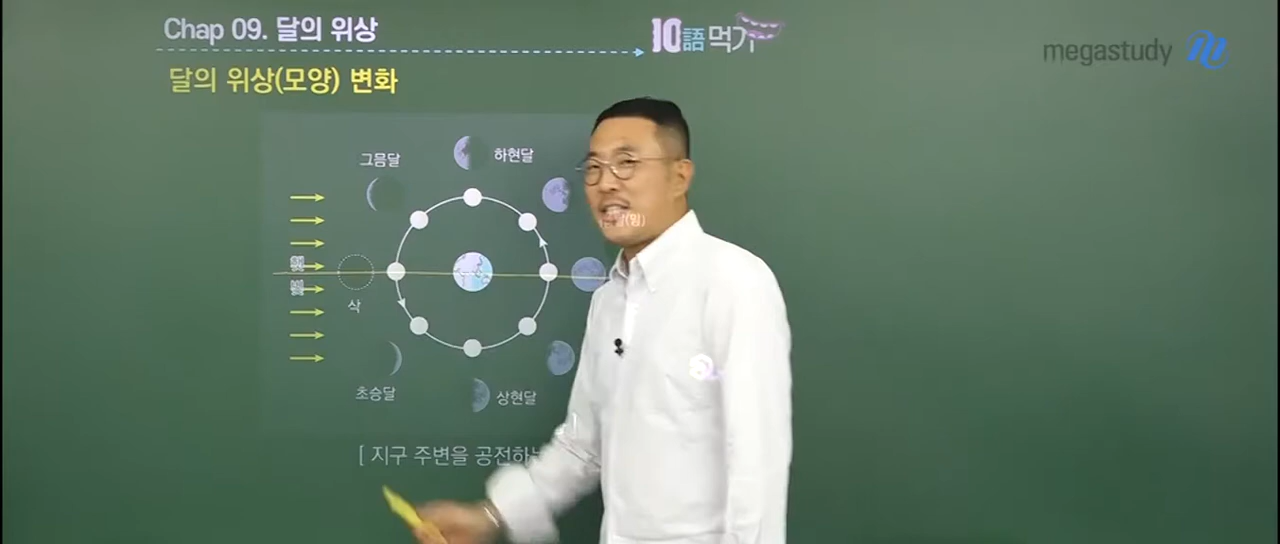 Chap 09. 달의 위상
10語먹기
megastudy
달의 위상(모양) 변화
그믐달
하현달
햇
빛
삭
초승달
상현달
[ 지구 주변을 공전하